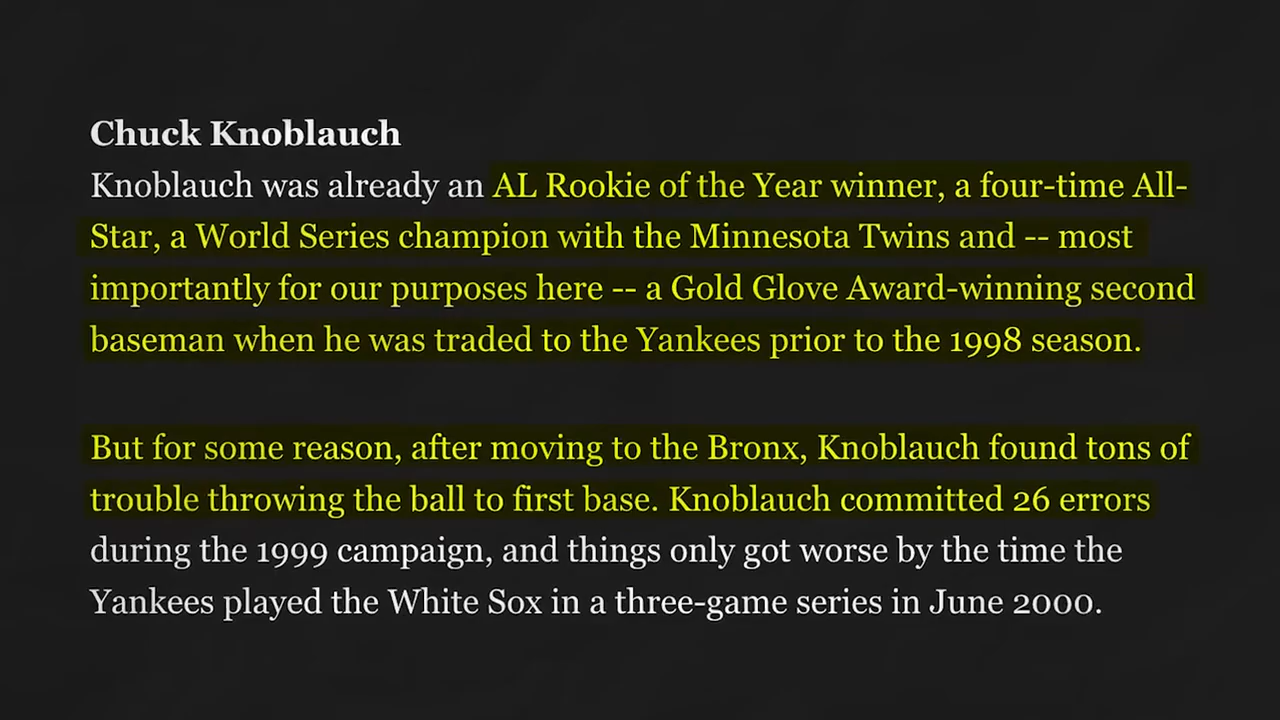 Chuck Knoblauch
Knoblauch was already an AL Rookie of the Year winner, a four-time All-
Star, a World Series champion with the Minnesota Twins and -- most
importantly for our purposes here -- a Gold Glove Award-winning second
baseman when he was traded to the Yankees prior to the 1998 season.
But for some reason, after moving to the Bronx, Knoblauch found tons of
trouble throwing the ball to first base. Knoblauch committed 26 errors
during the 1999 campaign, and things only got worse by the time the
Yankees played the White Sox in a three-game series in June 2000.